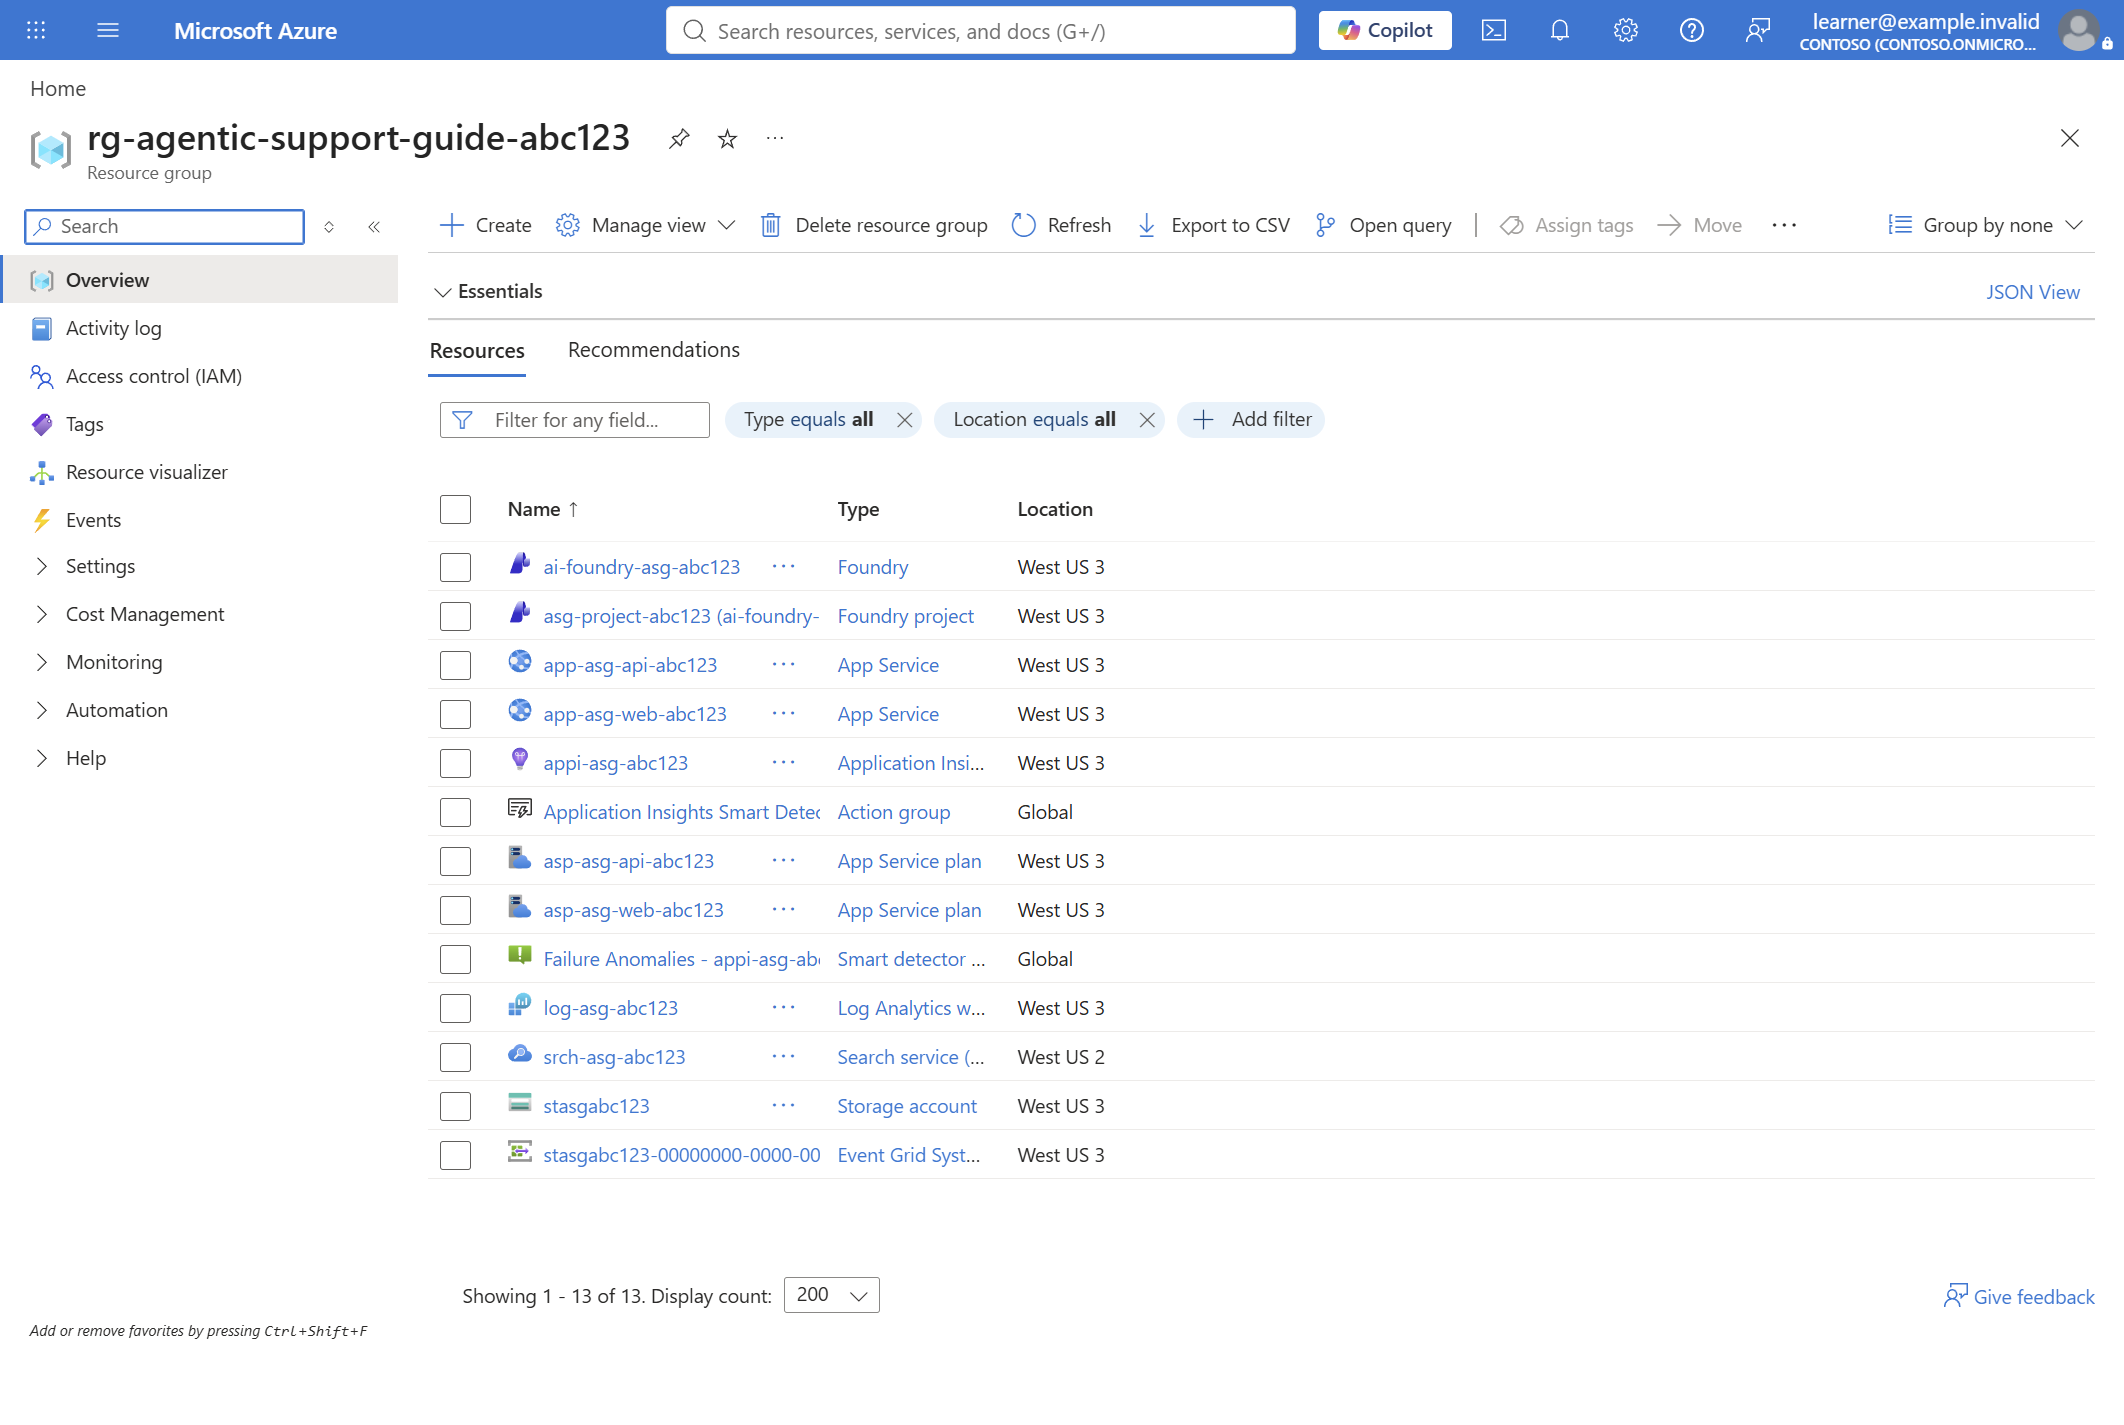 Microsoft Azure
Search resources, services, and docs (G+/)
Copilot
learner@example.invalid
CONTOSO (CONTOSO.ONMICRO...
Home
rg-agentic-support-guide-abc123
Resource group
Search
Create
Manage view
Delete resource group
Refresh
Export to CSV
Open query
Assign tags
Move
Group by none
Overview
Activity log
Access control (IAM)
Tags
Resource visualizer
Events
Settings
Cost Management
Monitoring
Automation
Help
Essentials
JSON View
Resources
Recommendations
Filter for any field...
Type equals all
Location equals all
Add filter
Name ↑ Type Location
ai-foundry-asg-abc123 ··· Foundry West US 3
asg-project-abc123 (ai-foundry- Foundry project West US 3
app-asg-api-abc123 ··· App Service West US 3
app-asg-web-abc123 ··· App Service West US 3
appi-asg-abc123 ··· Application Insi... West US 3
Application Insights Smart Detec Action group Global
asp-asg-api-abc123 ··· App Service plan West US 3
asp-asg-web-abc123 ··· App Service plan West US 3
Failure Anomalies - appi-asg-abc Smart detector ... Global
log-asg-abc123 ··· Log Analytics w... West US 3
srch-asg-abc123 ··· Search service (... West US 2
stasgabc123 ··· Storage account West US 3
stasgabc123-00000000-0000-00 Event Grid Syst... West US 3
Showing 1 - 13 of 13. Display count: 200
Give feedback
Add or remove favorites by pressing Ctrl+Shift+F